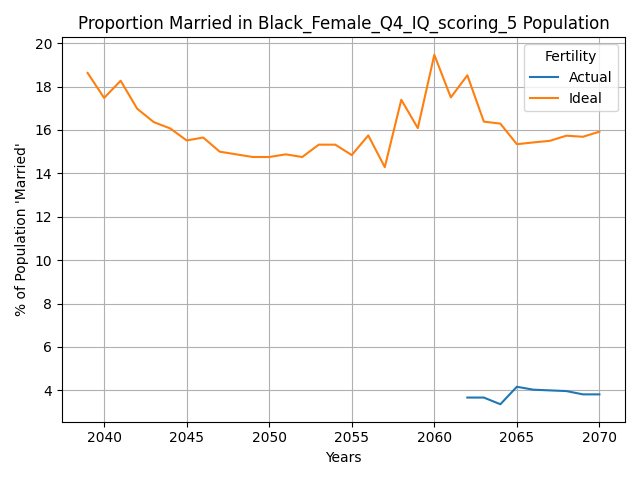 Proportion Married in Black_Female_Q4_IQ_scoring_5 Population
Fertility
Actual
Ideal
% of Population 'Married'
20
18
16
14
12
10
8
6
4
2040 2045 2050 2055 2060 2065 2070
Years